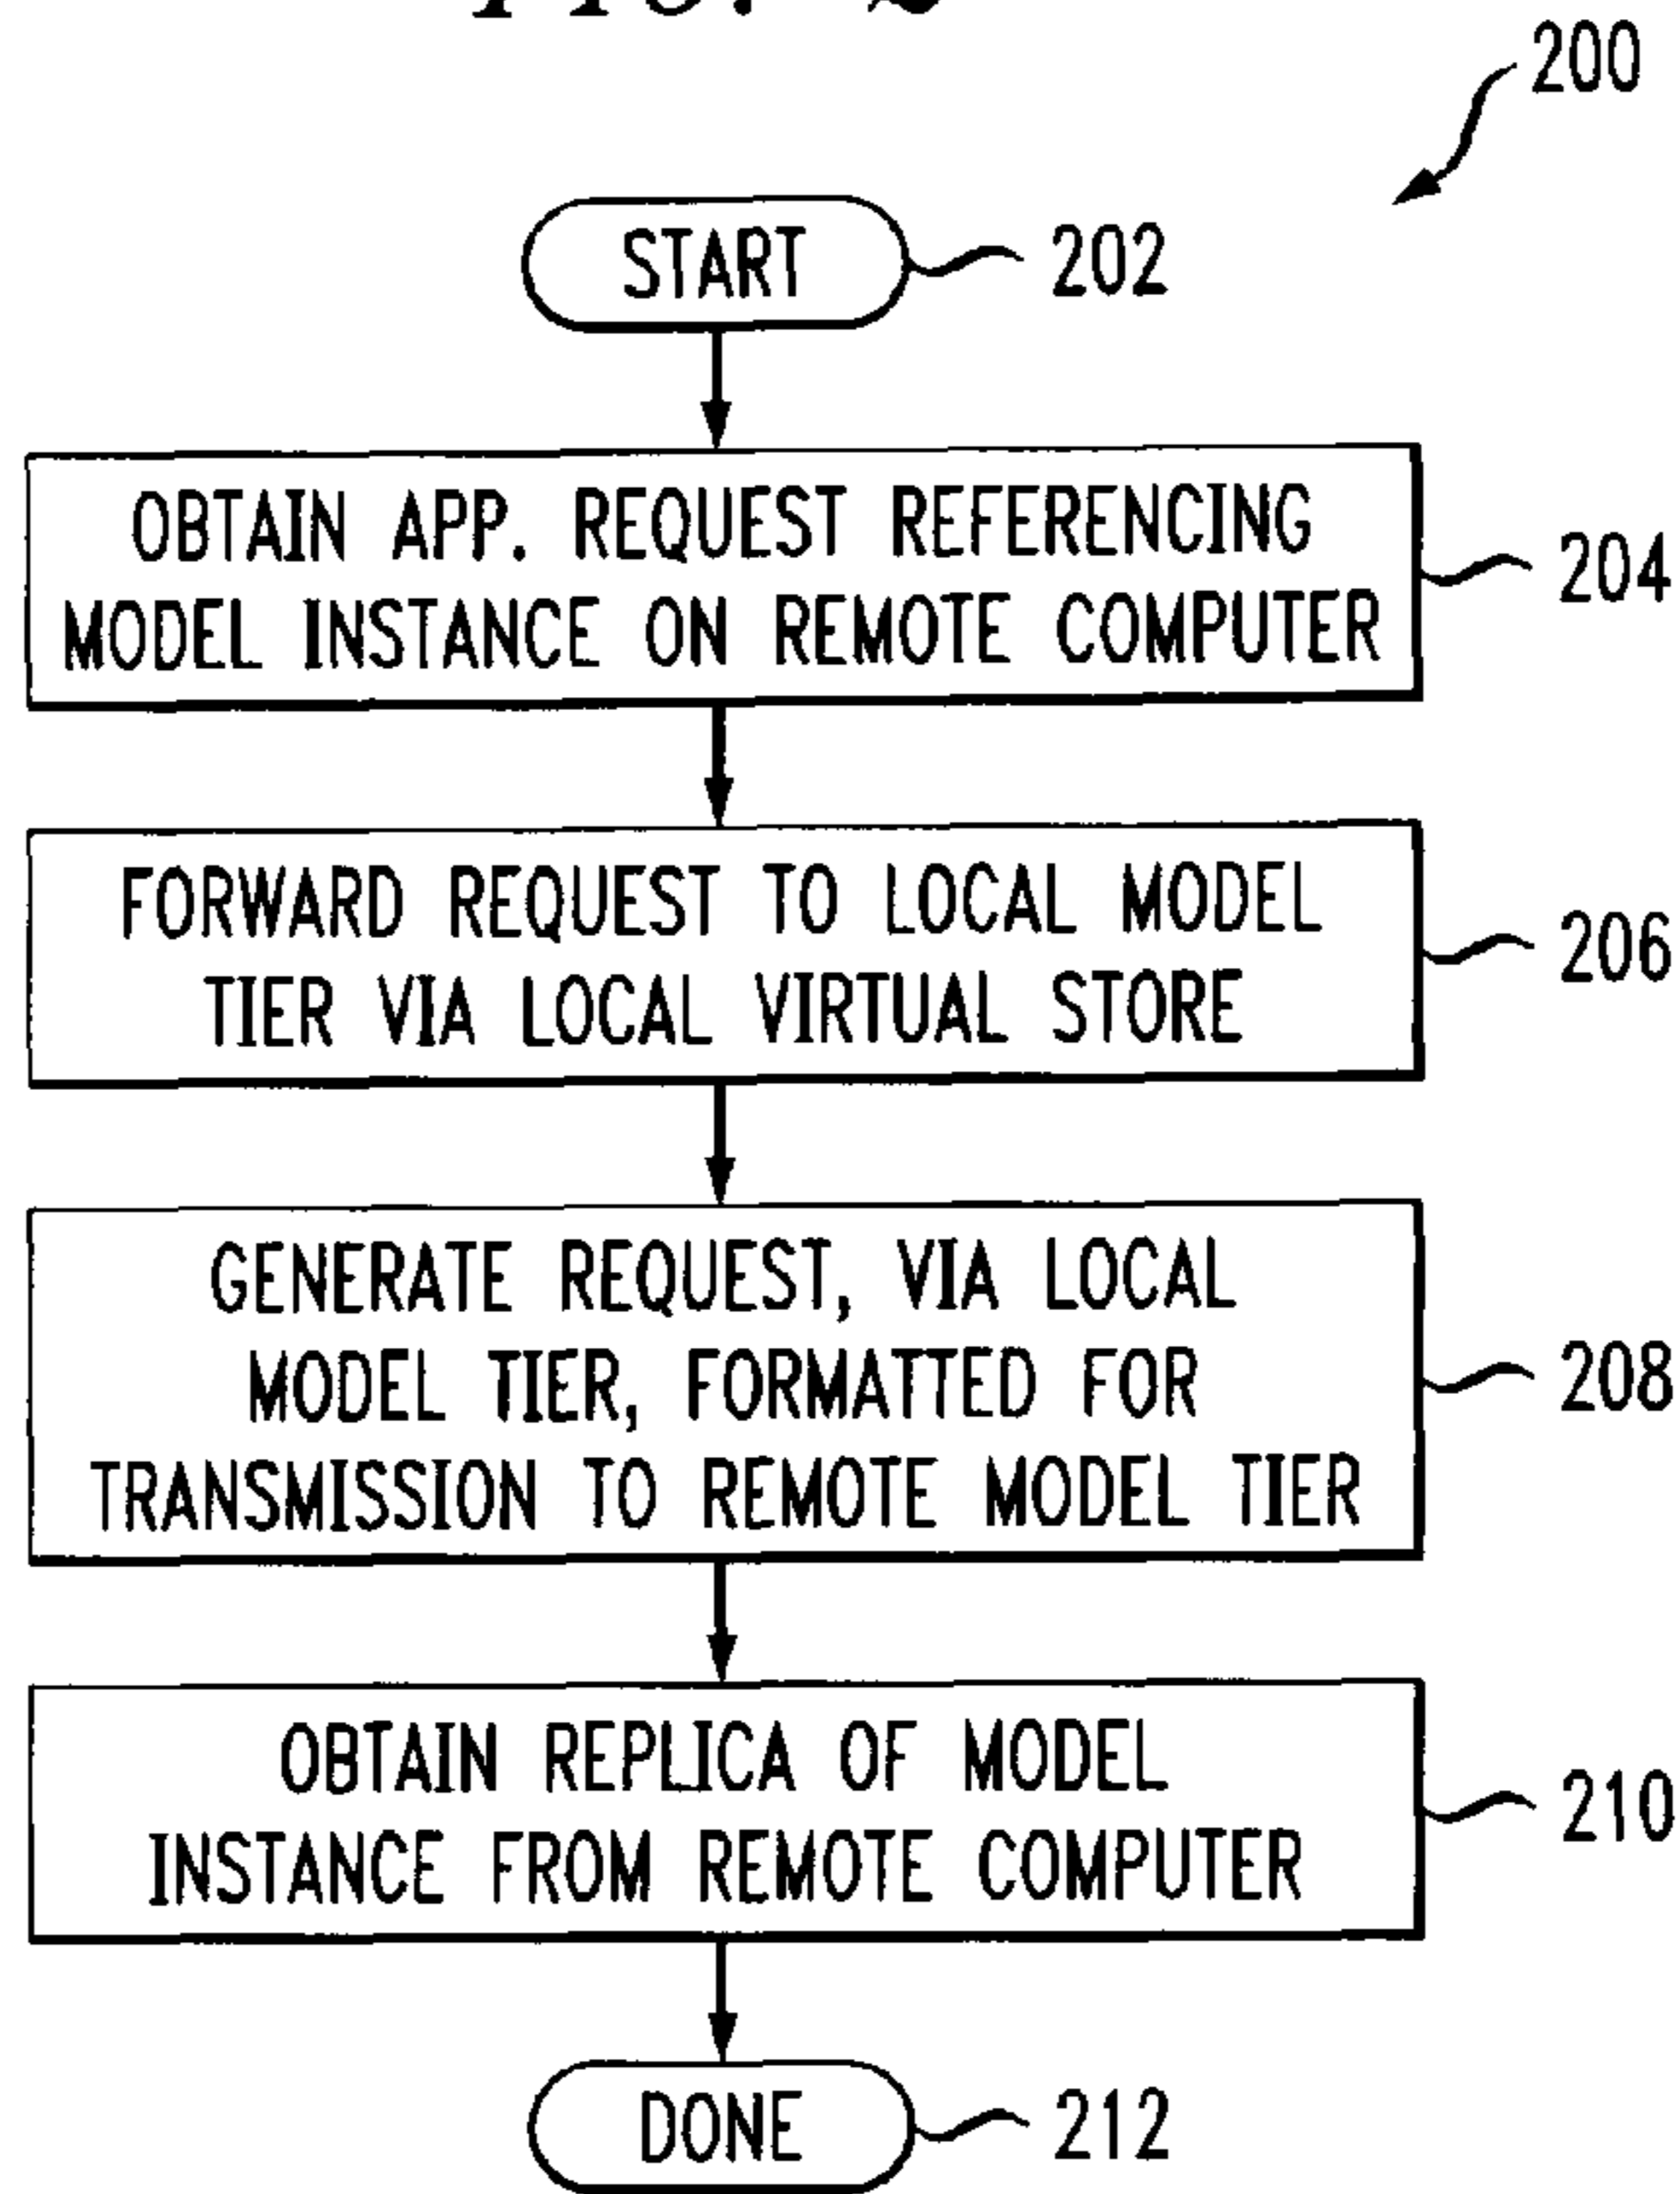 200
START
202
OBTAIN APP. REQUEST REFERENCING
MODEL INSTANCE ON REMOTE COMPUTER
204
FORWARD REQUEST TO LOCAL MODEL
TIER VIA LOCAL VIRTUAL STORE
206
GENERATE REQUEST, VIA LOCAL
MODEL TIER, FORMATTED FOR
TRANSMISSION TO REMOTE MODEL TIER
208
OBTAIN REPLICA OF MODEL
INSTANCE FROM REMOTE COMPUTER
210
DONE
212